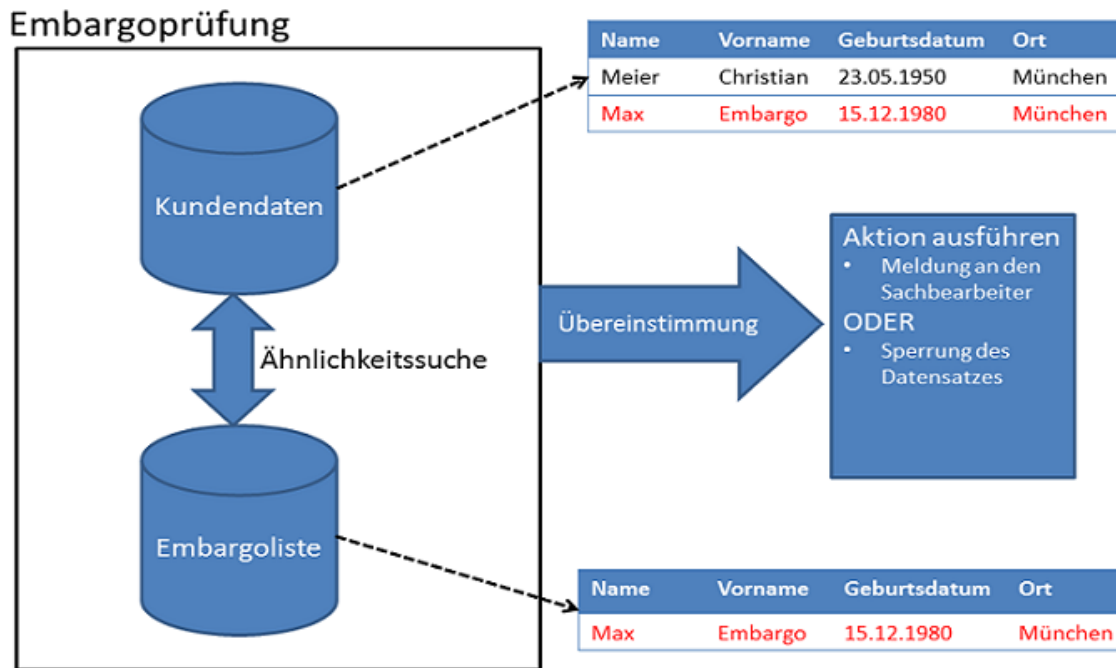 Embargoprüfung
Name Vorname Geburtsdatum Ort
Meier Christian 23.05.1950 München
Max Embargo 15.12.1980 München
Kundendaten
Ähnlichkeitssuche
Embargoliste
Übereinstimmung
Aktion ausführen
• Meldung an den
Sachbearbeiter
ODER
• Sperrung des
Datensatzes
Name Vorname Geburtsdatum Ort
Max Embargo 15.12.1980 München